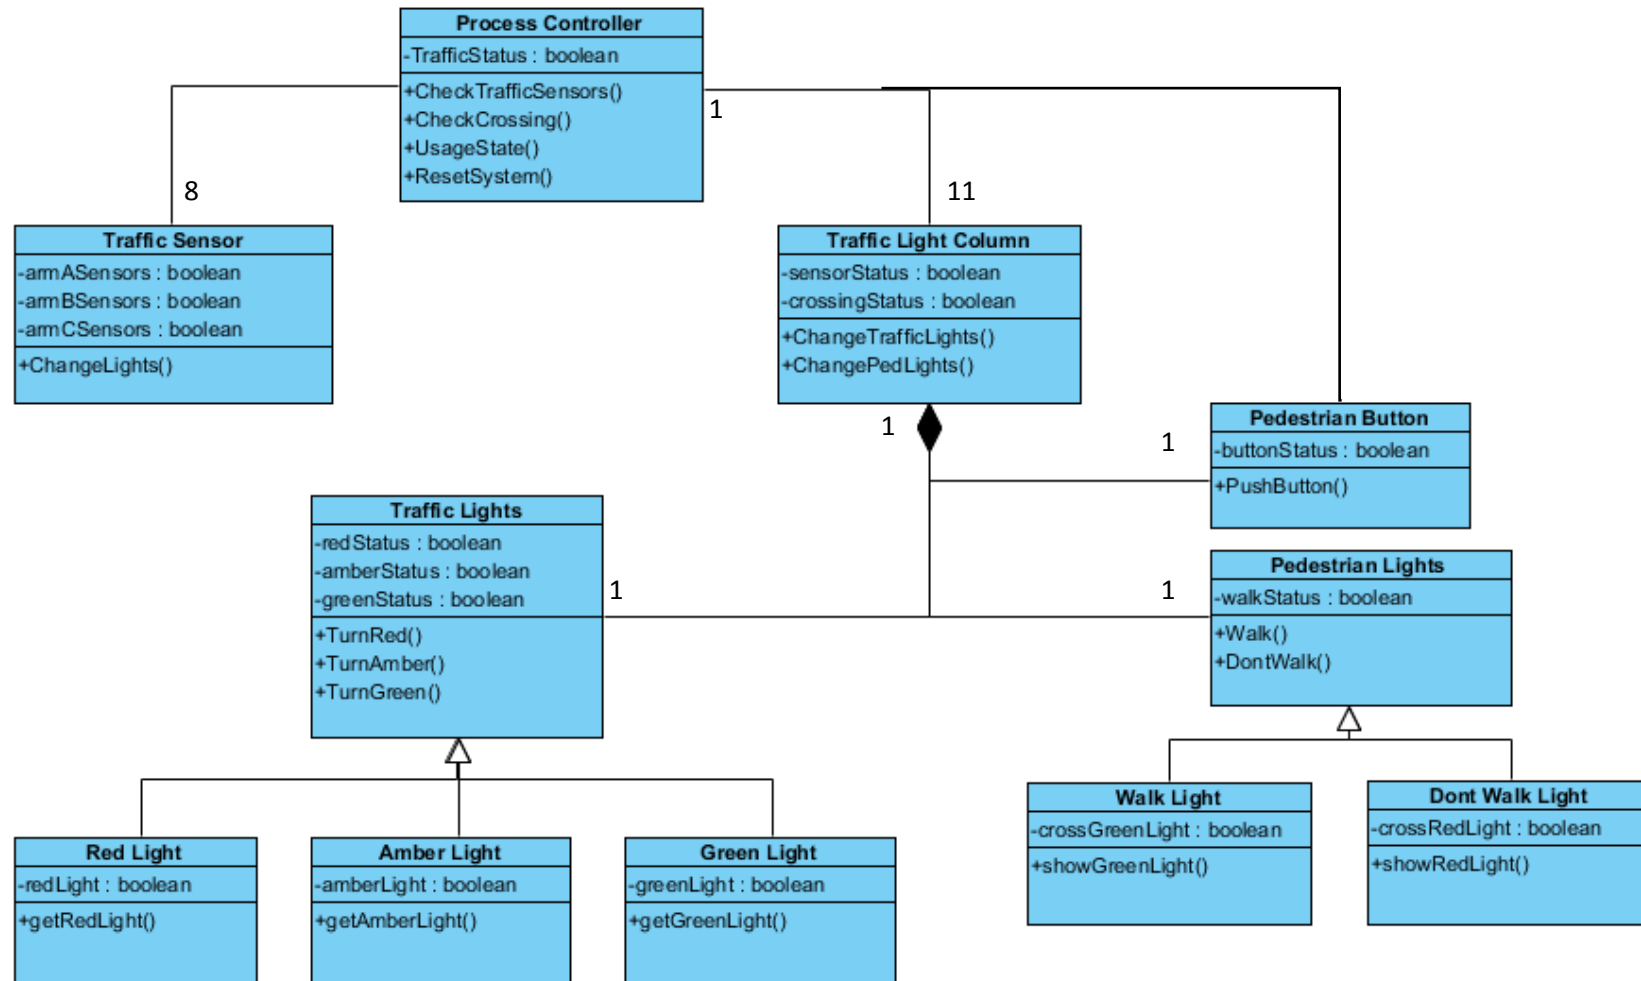 Process Controller
-TrafficStatus : boolean
+CheckTrafficSensors()
+CheckCrossing()
+UsageState()
+ResetSystem()
1
8
11
Traffic Sensor
-armASensors : boolean
-armBSensors : boolean
-armCSensors : boolean
+ChangeLights()
Traffic Light Column
-sensorStatus : boolean
-crossingStatus : boolean
+ChangeTrafficLights()
+ChangePedLights()
1
1
Pedestrian Button
-buttonStatus : boolean
+PushButton()
Traffic Lights
-redStatus : boolean
-amberStatus : boolean
-greenStatus : boolean
+TurnRed()
+TurnAmber()
+TurnGreen()
1
1
Pedestrian Lights
-walkStatus : boolean
+Walk()
+DontWalk()
Red Light
-redLight : boolean
+getRedLight()
Amber Light
-amberLight : boolean
+getAmberLight()
Green Light
-greenLight : boolean
+getGreenLight()
Walk Light
-crossGreenLight : boolean
+showGreenLight()
Dont Walk Light
-crossRedLight : boolean
+showRedLight()